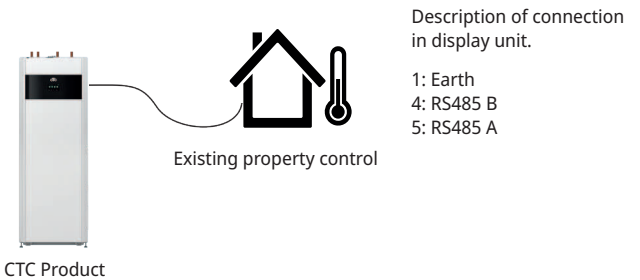 Description of connection
in display unit.
1: Earth
4: RS485 B
5: RS485 A
Existing property control
CTC Product